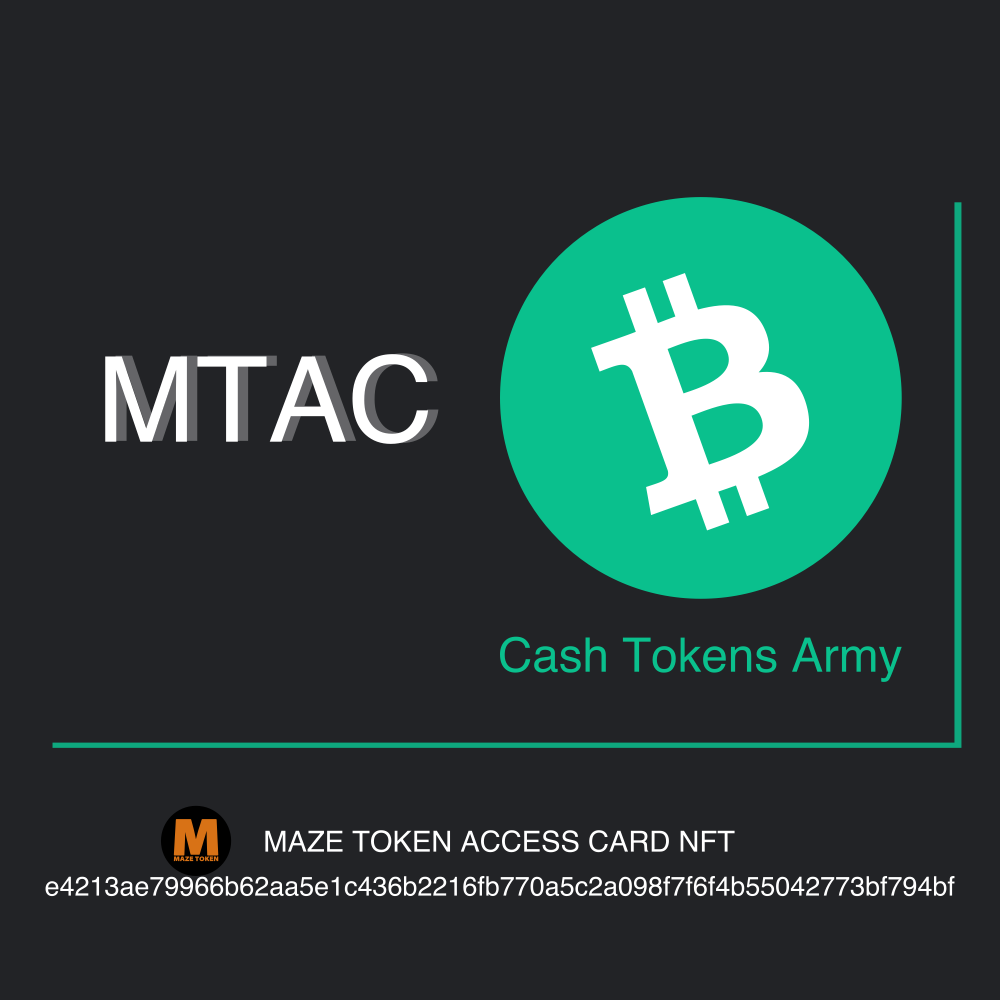 MTAC
Cash Tokens Army
M
MAZE TOKEN
MAZE TOKEN ACCESS CARD NFT
e4213ae79966b62aa5e1c436b2216fb770a5c2a098f7f6f4b55042773bf794bf